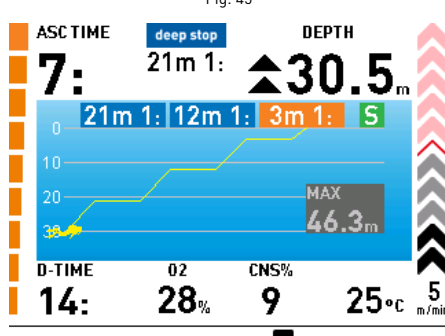 Fig. 45
ASC TIME deep stop DEPTH
7: 21m 1: 30.5m
21m 1: 12m 1: 3m 1: S
0
10
20
MAX
30
46.3m
D-TIME O2 CNS%
14: 28% 9 25°C 5 m/min